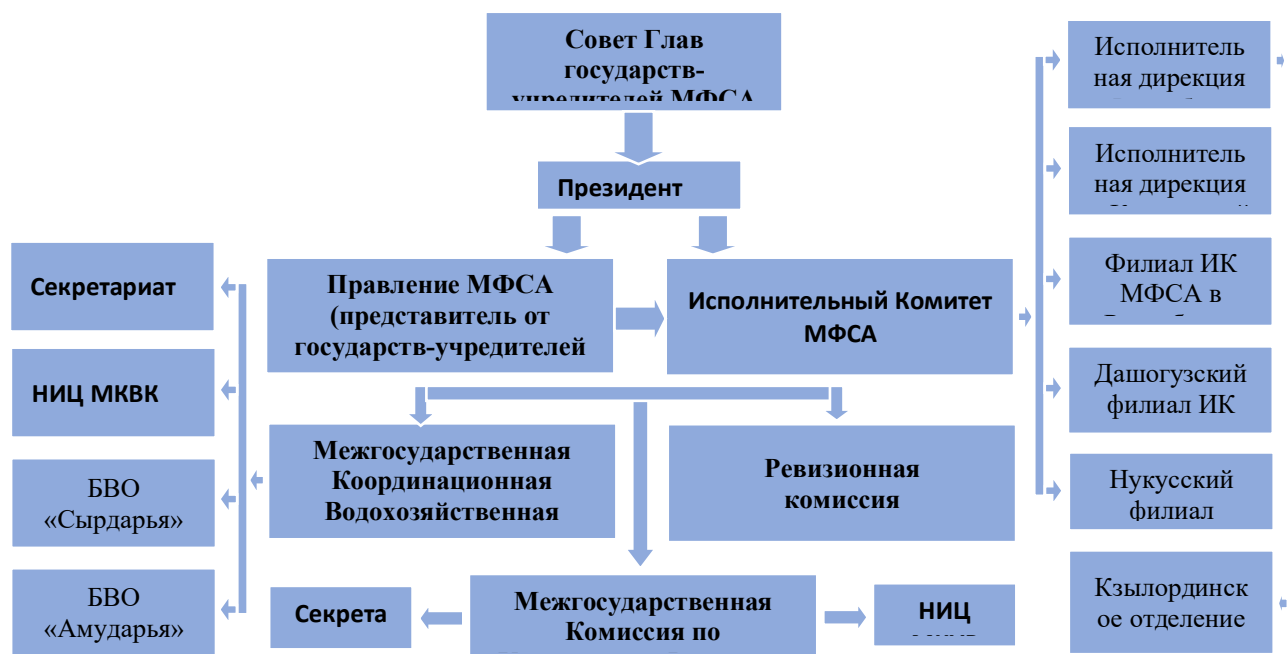 Совет Глав
государств-
учредителей МФСА
Президент
Правление МФСА
(представитель от
государств-учредителей
Исполнительный Комитет
МФСА
Секретариат
НИЦ МКВК
БВО
«Сырдарья»
БВО
«Амударья»
Межгосударственная
Координационная
Водохозяйственная
Ревизионная
комиссия
Секрета
Межгосударственная
Комиссия по
НИЦ
Исполнитель
ная дирекция
Исполнитель
ная дирекция
Филиал ИК
МФСА в
Дашогузский
филиал ИК
Нукусский
филиал
Кзылординск
ое отделение